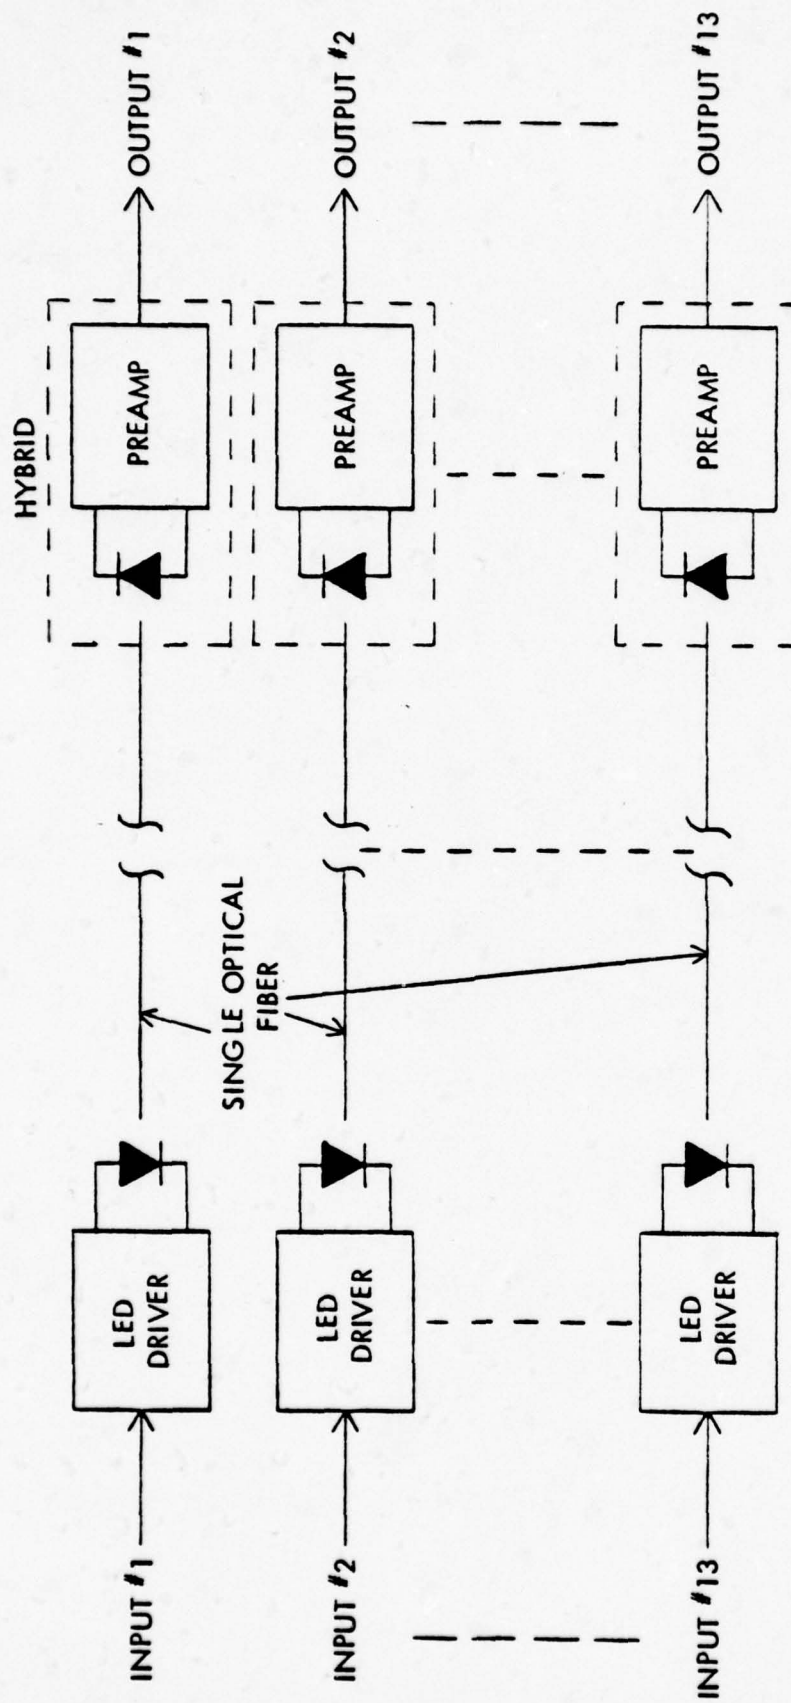 HYBRID
INPUT #1
LED
DRIVER
PREAMP
OUTPUT #1
SINGLE OPTICAL
FIBER
INPUT #2
LED
DRIVER
PREAMP
OUTPUT #2
INPUT #13
LED
DRIVER
PREAMP
OUTPUT #13